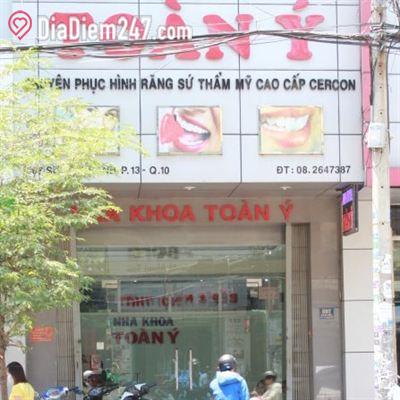 DiaDiem247.com
TOÀN Ý
PHỤC HÌNH RĂNG SỨ THẨM MỸ CAO CẤP CERCON
P.13 - Q.10
ĐT: 08.2647387
NHA KHOA TOÀN Ý
NHA KHOA
TOÀN Ý